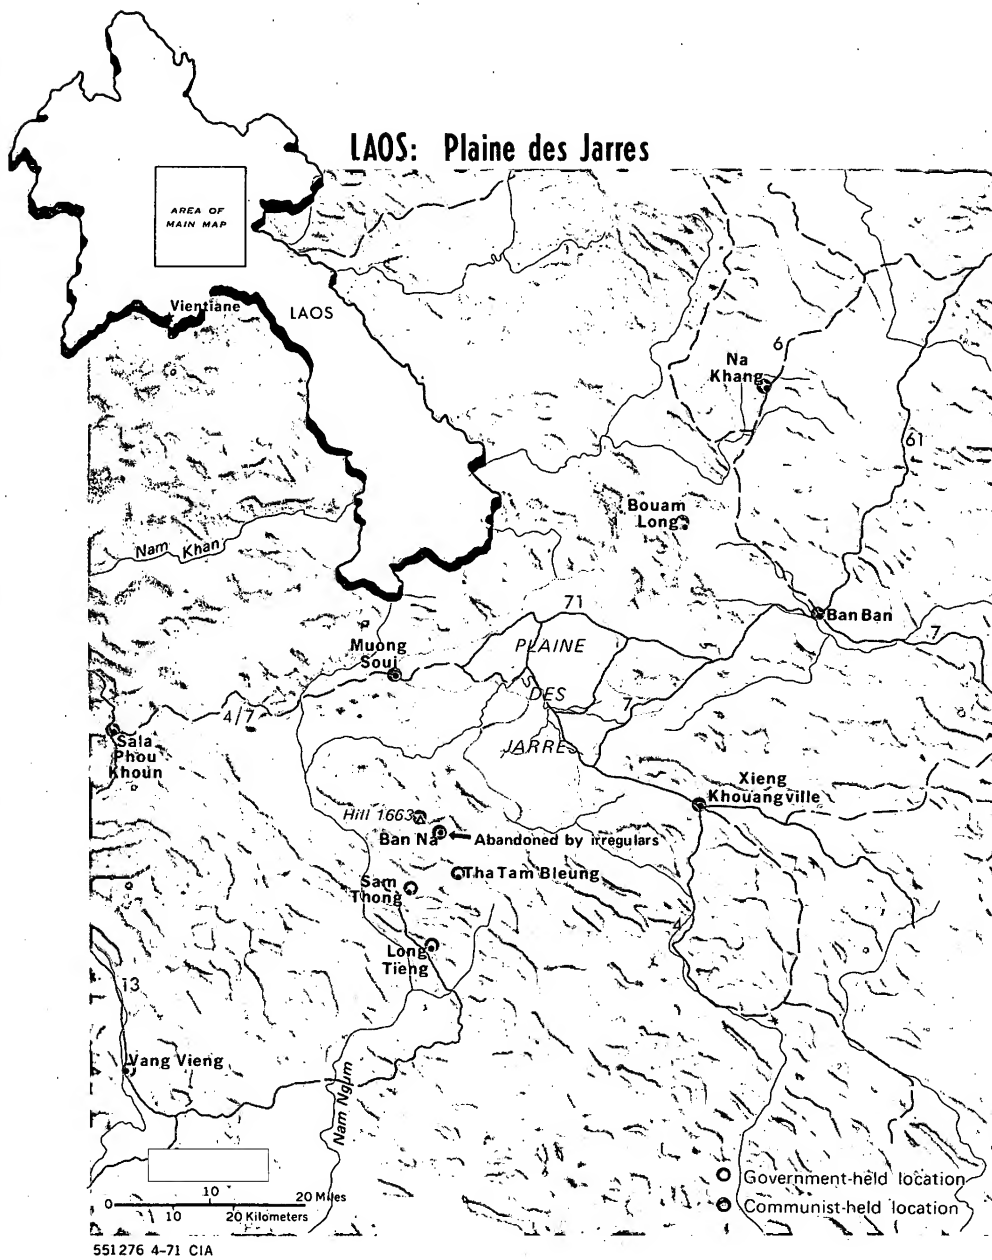 LAOS: Plaine des Jarres
AREA OF
MAIN MAP
Vientiane
LAOS
6
Na
Khang
61
Bouam
Long
Nam Khan
71
Ban Ban
7
Muong
Soui
PLAINE
DES
JARRES
7
4/7
Sala
Phou
Khoun
Xieng
Khouangville
Hill 1663
Ban Na
Abandoned by irregulars
Tha Tam Bleung
Sam
Thong
4
Long
Tieng
13
Vang Vieng
Nam Ngum
Government-held location
Communist-held location
10
0
20 Miles
10
20 Kilometers
551276 4-71 CIA